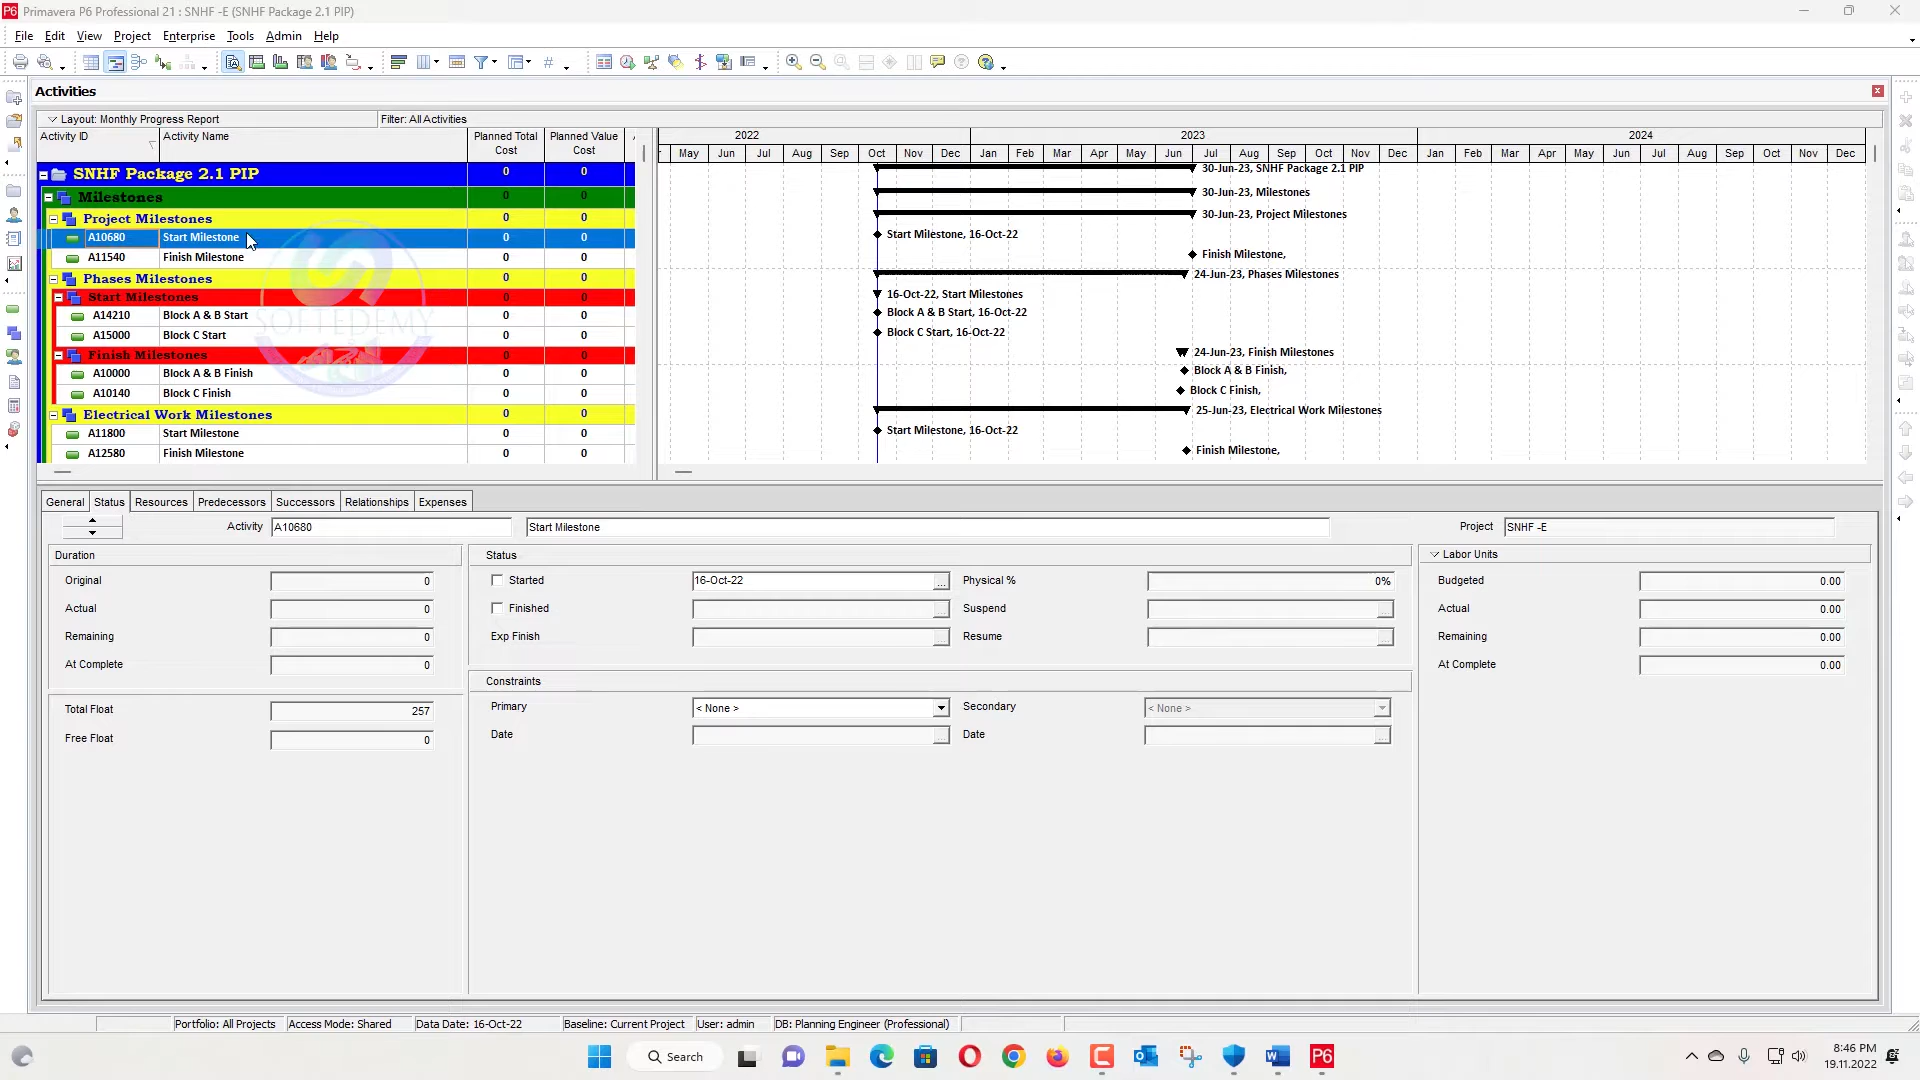 Primavera P6 Professional 21 : SNHF -E (SNHF Package 2.1 PIP)
File Edit View Project Enterprise Tools Admin Help
Activities
Layout: Monthly Progress Report Filter: All Activities
Activity ID Activity Name Planned Total Cost Planned Value Cost
2022 2023 2024
May Jun Jul Aug Sep Oct Nov Dec Jan Feb Mar Apr May Jun Jul Aug Sep Oct Nov Dec Jan Feb Mar Apr May Jun Jul Aug Sep Oct Nov Dec
SNHF Package 2.1 PIP 0 0 30-Jun-23, SNHF Package 2.1 PIP
Milestones 0 0 30-Jun-23, Milestones
Project Milestones 0 0 30-Jun-23, Project Milestones
A10680 Start Milestone 0 0 Start Milestone, 16-Oct-22
A11540 Finish Milestone 0 0 Finish Milestone,
Phases Milestones 0 0 24-Jun-23, Phases Milestones
Start Milestones 0 0 16-Oct-22, Start Milestones
A14210 Block A & B Start 0 0 Block A & B Start, 16-Oct-22
A15000 Block C Start 0 0 Block C Start, 16-Oct-22
Finish Milestones 0 0 24-Jun-23, Finish Milestones
A10000 Block A & B Finish 0 0 Block A & B Finish,
A10140 Block C Finish 0 0 Block C Finish,
Electrical Work Milestones 0 0 25-Jun-23, Electrical Work Milestones
A11800 Start Milestone 0 0 Start Milestone, 16-Oct-22
A12580 Finish Milestone 0 0 Finish Milestone,
SOFTEDEMY
General Status Resources Predecessors Successors Relationships Expenses
Activity A10680 Start Milestone Project SNHF -E
Duration Status Labor Units
Original 0 Started 16-Oct-22 Physical % 0% Budgeted 0.00
Actual 0 Finished Suspend Actual 0.00
Remaining 0 Exp Finish Resume Remaining 0.00
At Complete 0 At Complete 0.00
Constraints
Total Float 257 Primary < None > Secondary < None >
Free Float 0 Date Date
Portfolio: All Projects Access Mode: Shared Data Date: 16-Oct-22 Baseline: Current Project User: admin DB: Planning Engineer (Professional)
Search P6 8:46 PM
19.11.2022